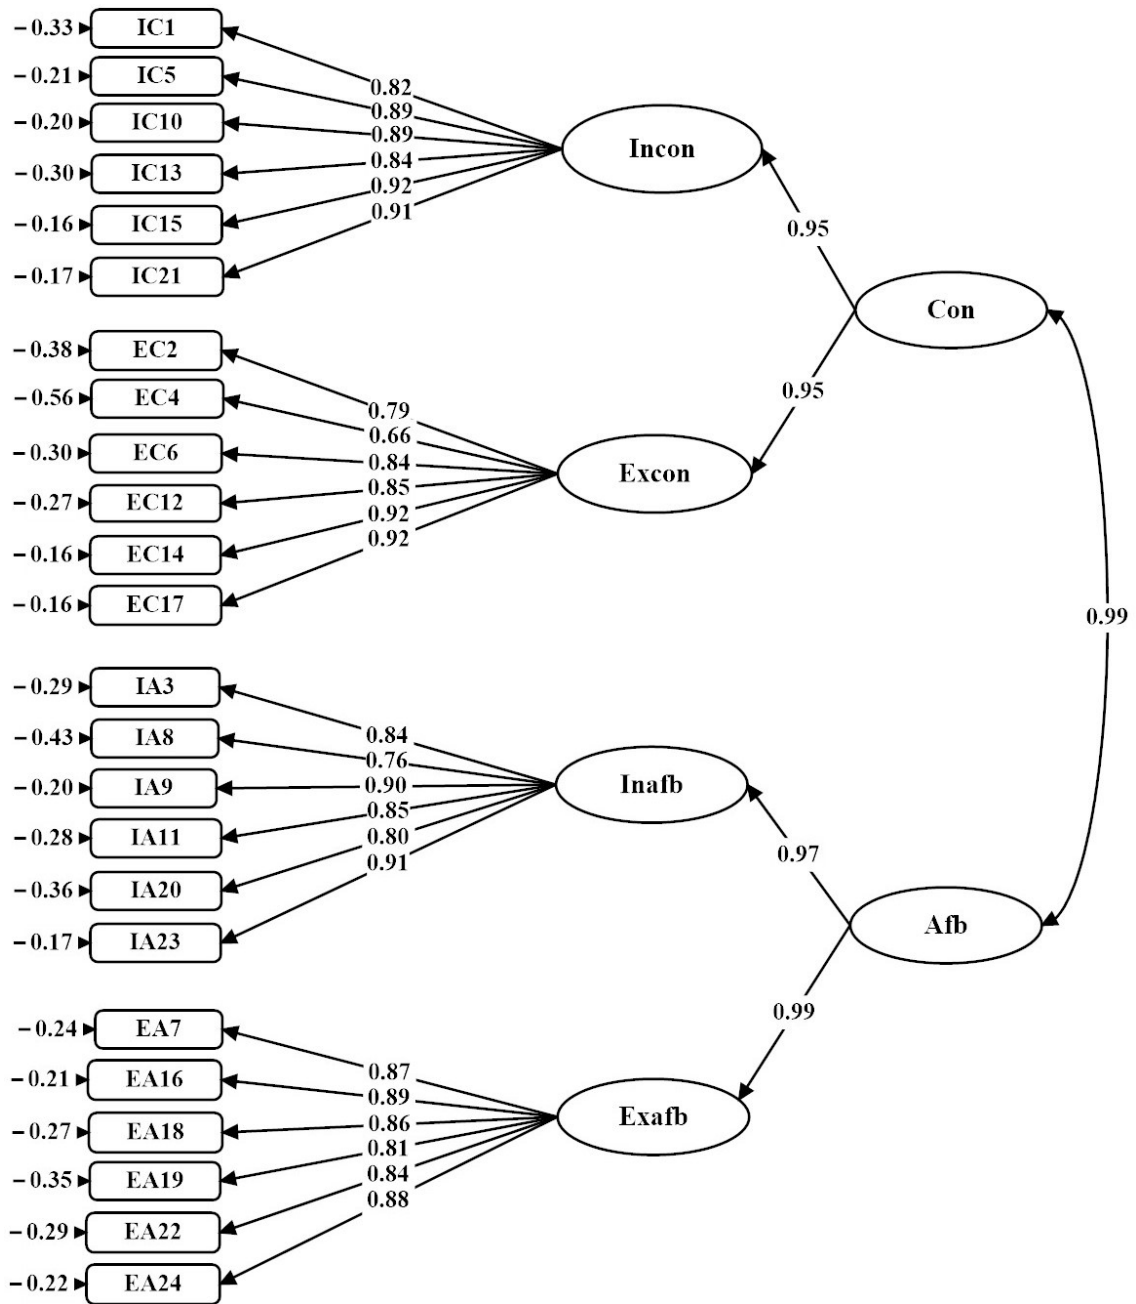 −0.33 IC1
−0.21 IC5
−0.20 IC10
−0.30 IC13
−0.16 IC15
−0.17 IC21
0.82
0.89
0.89
0.84
0.92
0.91
Incon
0.95
Con
0.95
−0.38 EC2
−0.56 EC4
−0.30 EC6
−0.27 EC12
−0.16 EC14
−0.16 EC17
0.79
0.66
0.84
0.85
0.92
0.92
Excon
0.99
−0.29 IA3
−0.43 IA8
−0.20 IA9
−0.28 IA11
−0.36 IA20
−0.17 IA23
0.84
0.76
0.90
0.85
0.80
0.91
Inafb
0.97
Afb
0.99
−0.24 EA7
−0.21 EA16
−0.27 EA18
−0.35 EA19
−0.29 EA22
−0.22 EA24
0.87
0.89
0.86
0.81
0.84
0.88
Exafb